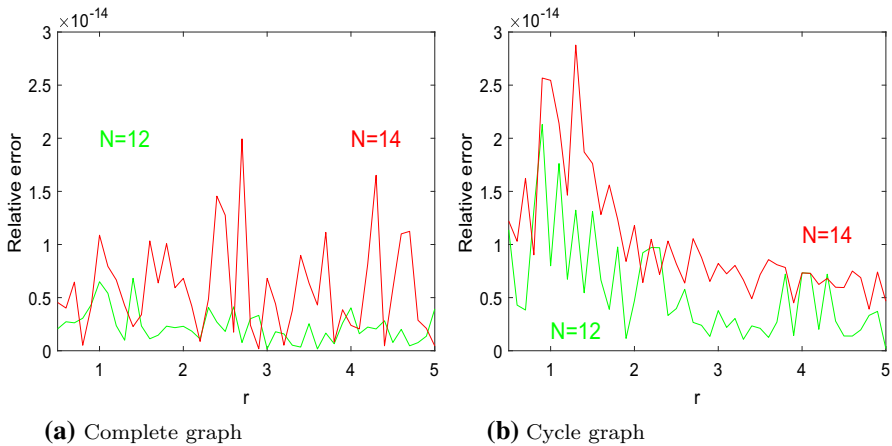 ×10⁻¹⁴
3
2.5
2
1.5
1
0.5
0
Relative error
N=12
N=14
1 2 3 4 5
r
(a) Complete graph
×10⁻¹⁴
3
2.5
2
1.5
1
0.5
0
Relative error
N=14
N=12
1 2 3 4 5
r
(b) Cycle graph